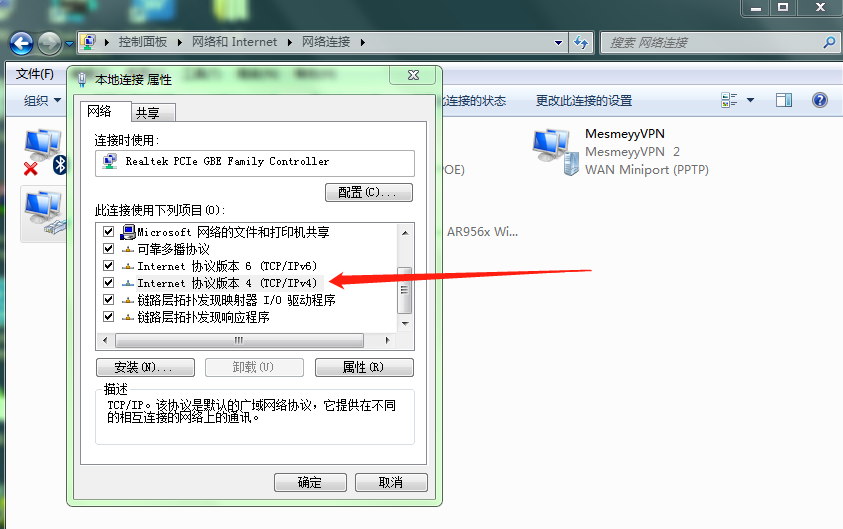 控制面板 ▸ 网络和 Internet ▸ 网络连接 ▸
搜索 网络连接
文件(F)
本地连接 属性
组织
此连接的状态
更改此连接的设置
网络
共享
连接时使用:
Realtek PCIe GBE Family Controller
配置(C)...
此连接使用下列项目(O):
Microsoft 网络的文件和打印机共享
可靠多播协议
Internet 协议版本 6 (TCP/IPv6)
Internet 协议版本 4 (TCP/IPv4)
链路层拓扑发现映射器 I/O 驱动程序
链路层拓扑发现响应程序
安装(N)...
卸载(U)
属性(R)
描述
TCP/IP。该协议是默认的广域网络协议，它提供在不同
的相互连接的网络上的通讯。
确定
取消
OE)
AR956x Wi...
MesmeyyVPN
MesmeyyVPN 2
WAN Miniport (PPTP)